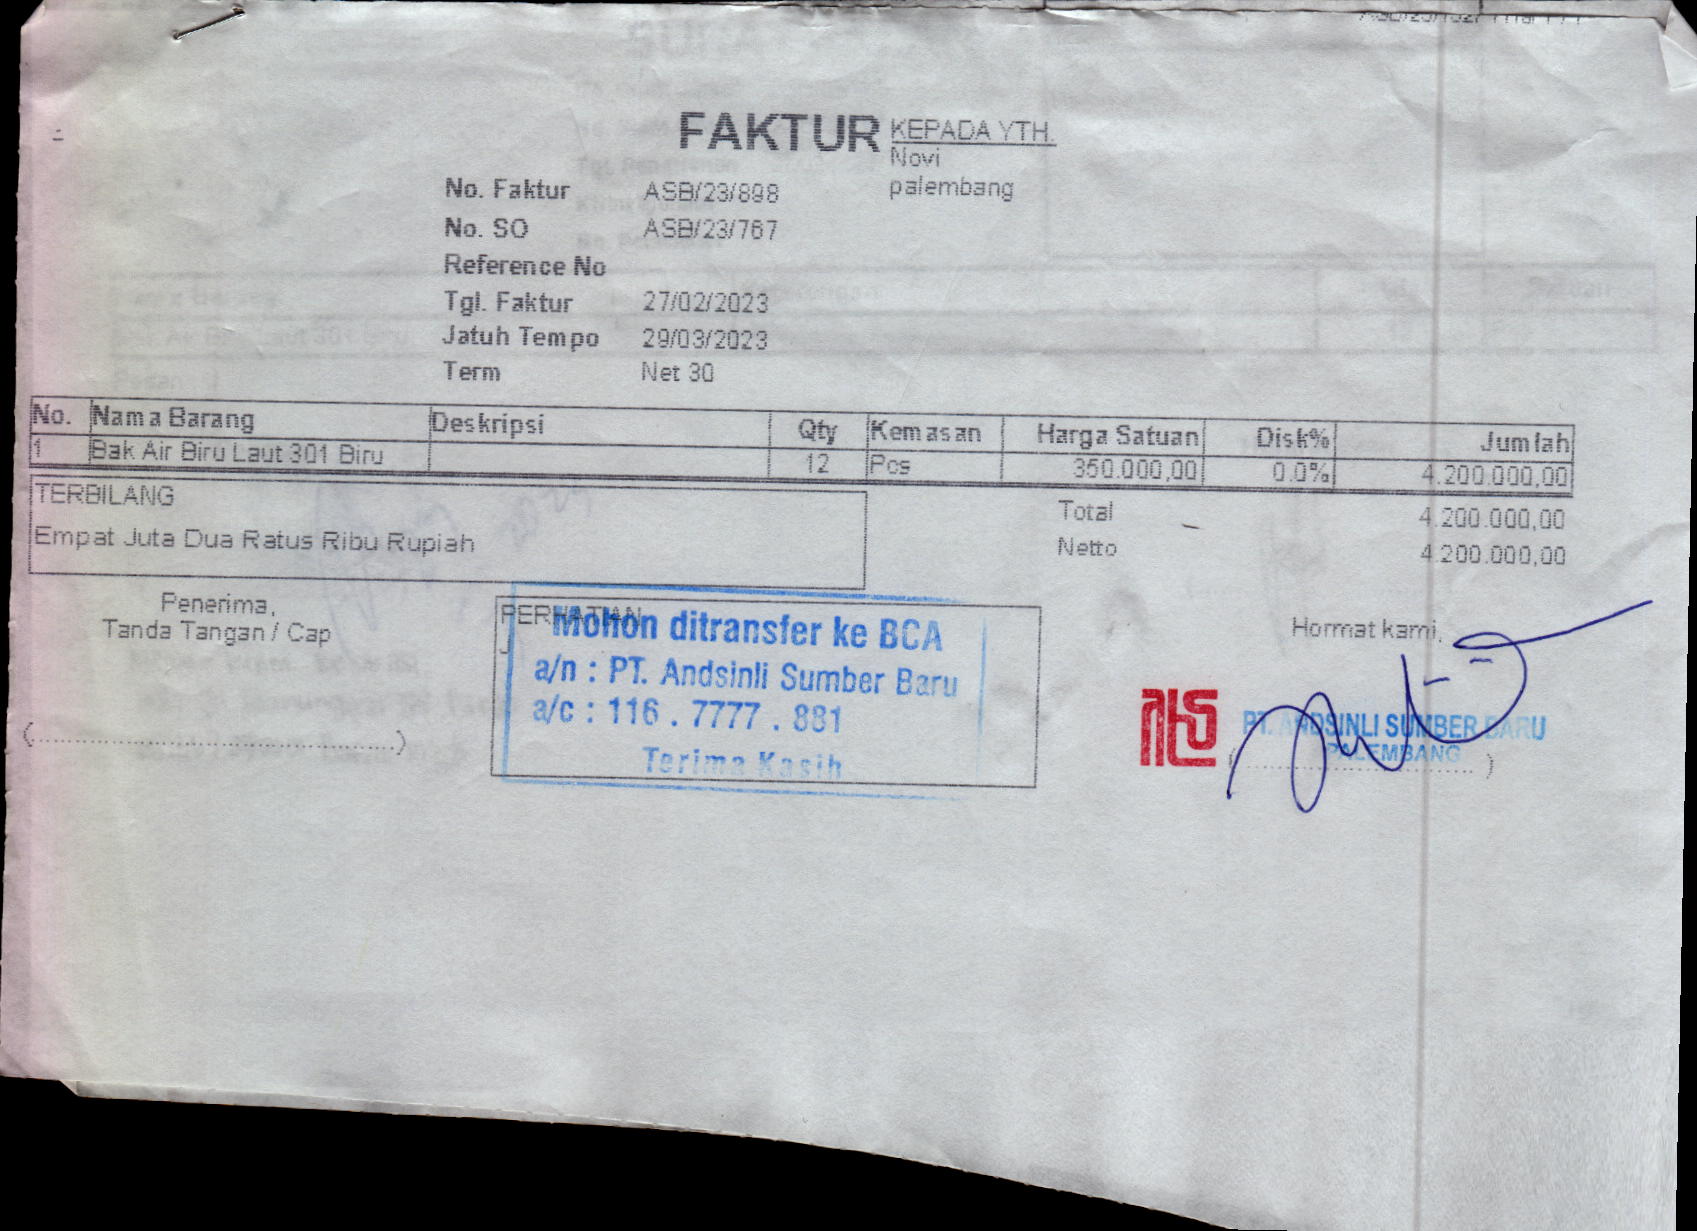 FAKTUR
KEPADA YTH.
Novi
palembang
No. Faktur ASB/23/898
No. SO ASB/23/767
Reference No
Tgl. Faktur 27/02/2023
Jatuh Tempo 29/03/2023
Term Net 30
No. Nama Barang Deskripsi Qty Kemasan Harga Satuan Disk% Jumlah
1 Bak Air Biru Laut 301 Biru 12 Pcs 350.000,00 0.0% 4.200.000,00
TERBILANG
Empat Juta Dua Ratus Ribu Rupiah
Total 4.200.000,00
Netto 4.200.000,00
Penerima,
Tanda Tangan / Cap
(.....................................................)
PERHATIAN
Mohon ditransfer ke BCA
a/n : PT. Andsinli Sumber Baru
a/c : 116 . 7777 . 881
Terima Kasih
Hormat kami,
PT. ANDSINLI SUMBER BARU
PALEMBANG
(.....................................)